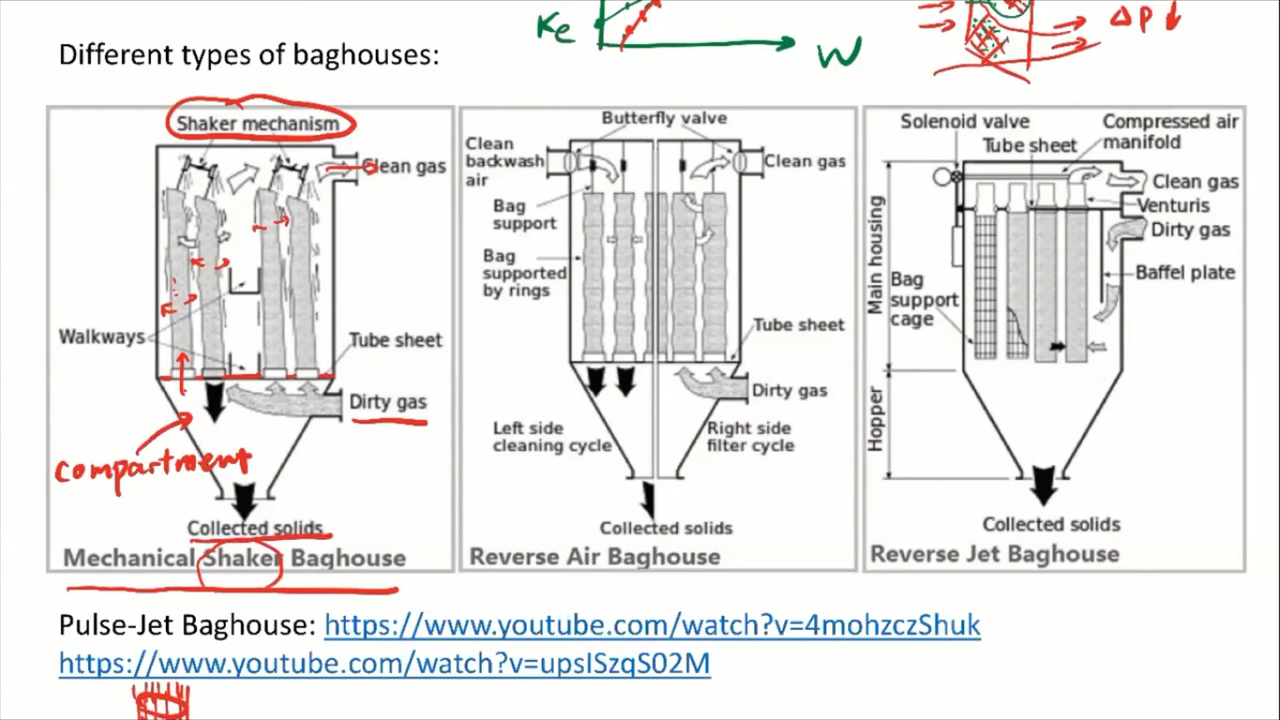 Ke
W
ΔP↓
Different types of baghouses:
Shaker mechanism
Clean gas
Walkways
Tube sheet
Dirty gas
compartment
Collected solids
Mechanical Shaker Baghouse
Butterfly valve
Clean
backwash
air
Clean gas
Bag
support
Bag
supported
by rings
Tube sheet
Dirty gas
Left side
cleaning cycle
Right side
filter cycle
Collected solids
Reverse Air Baghouse
Solenoid valve
Compressed air
manifold
Tube sheet
Clean gas
Venturis
Dirty gas
Main housing
Baffel plate
Bag
support
cage
Hopper
Collected solids
Reverse Jet Baghouse
Pulse-Jet Baghouse: https://www.youtube.com/watch?v=4mohzczShuk
https://www.youtube.com/watch?v=upsISzqS02M